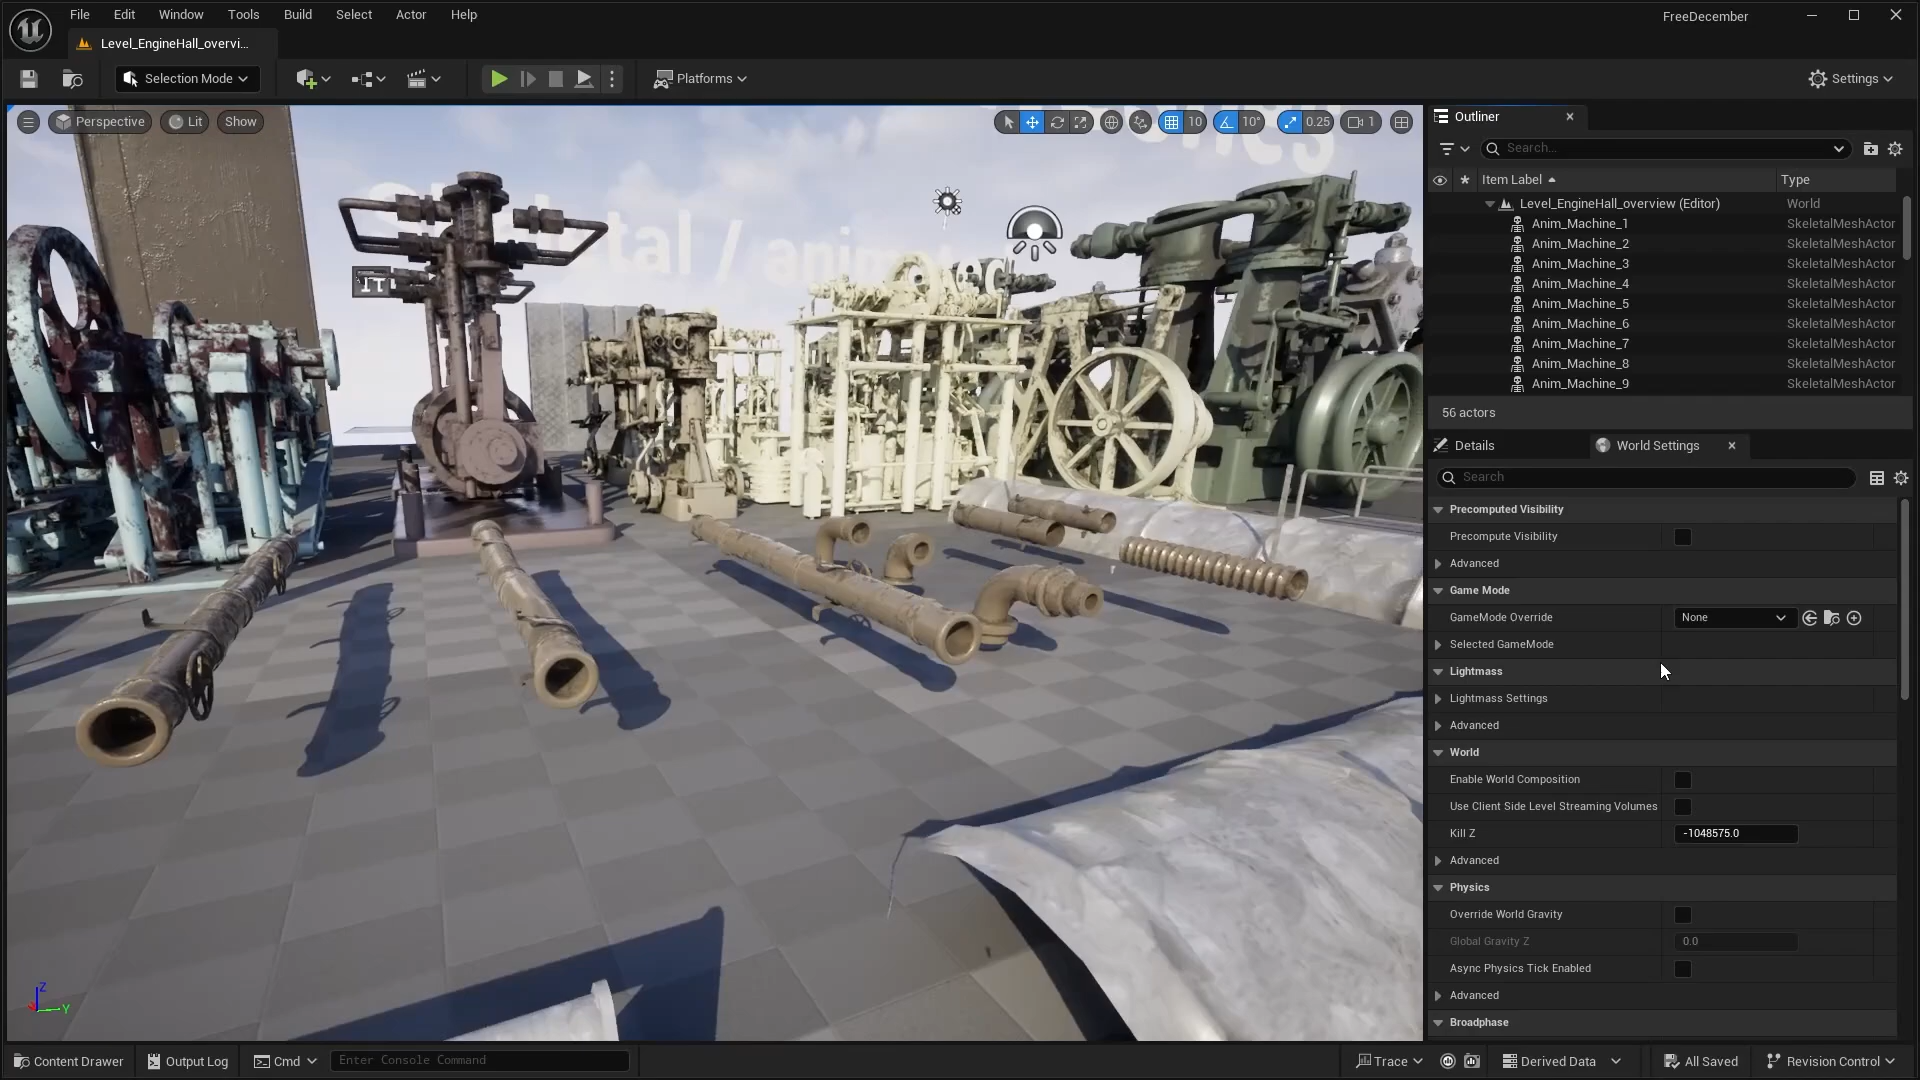 File Edit Window Tools Build Select Actor Help
FreeDecember
Level_EngineHall_overvi...
Selection Mode
Platforms
Settings
Perspective Lit Show
10 10° 0.25 1
Outliner
Search...
Item Label Type
Level_EngineHall_overview (Editor) World
Anim_Machine_1 SkeletalMeshActor
Anim_Machine_2 SkeletalMeshActor
Anim_Machine_3 SkeletalMeshActor
Anim_Machine_4 SkeletalMeshActor
Anim_Machine_5 SkeletalMeshActor
Anim_Machine_6 SkeletalMeshActor
Anim_Machine_7 SkeletalMeshActor
Anim_Machine_8 SkeletalMeshActor
Anim_Machine_9 SkeletalMeshActor
56 actors
Details World Settings
Search
Precomputed Visibility
Precompute Visibility
Advanced
Game Mode
GameMode Override None
Selected GameMode
Lightmass
Lightmass Settings
Advanced
World
Enable World Composition
Use Client Side Level Streaming Volumes
Kill Z -1048575.0
Advanced
Physics
Override World Gravity
Global Gravity Z 0.0
Async Physics Tick Enabled
Advanced
Broadphase
Z
Y
Content Drawer Output Log Cmd Enter Console Command
Trace Derived Data All Saved Revision Control